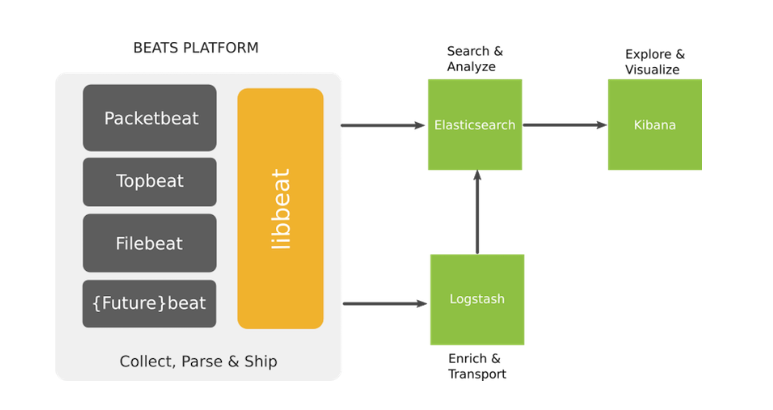 BEATS PLATFORM
Packetbeat
Topbeat
Filebeat
{Future}beat
libbeat
Collect, Parse & Ship
Search &
Analyze
Elasticsearch
Explore &
Visualize
Kibana
Logstash
Enrich &
Transport